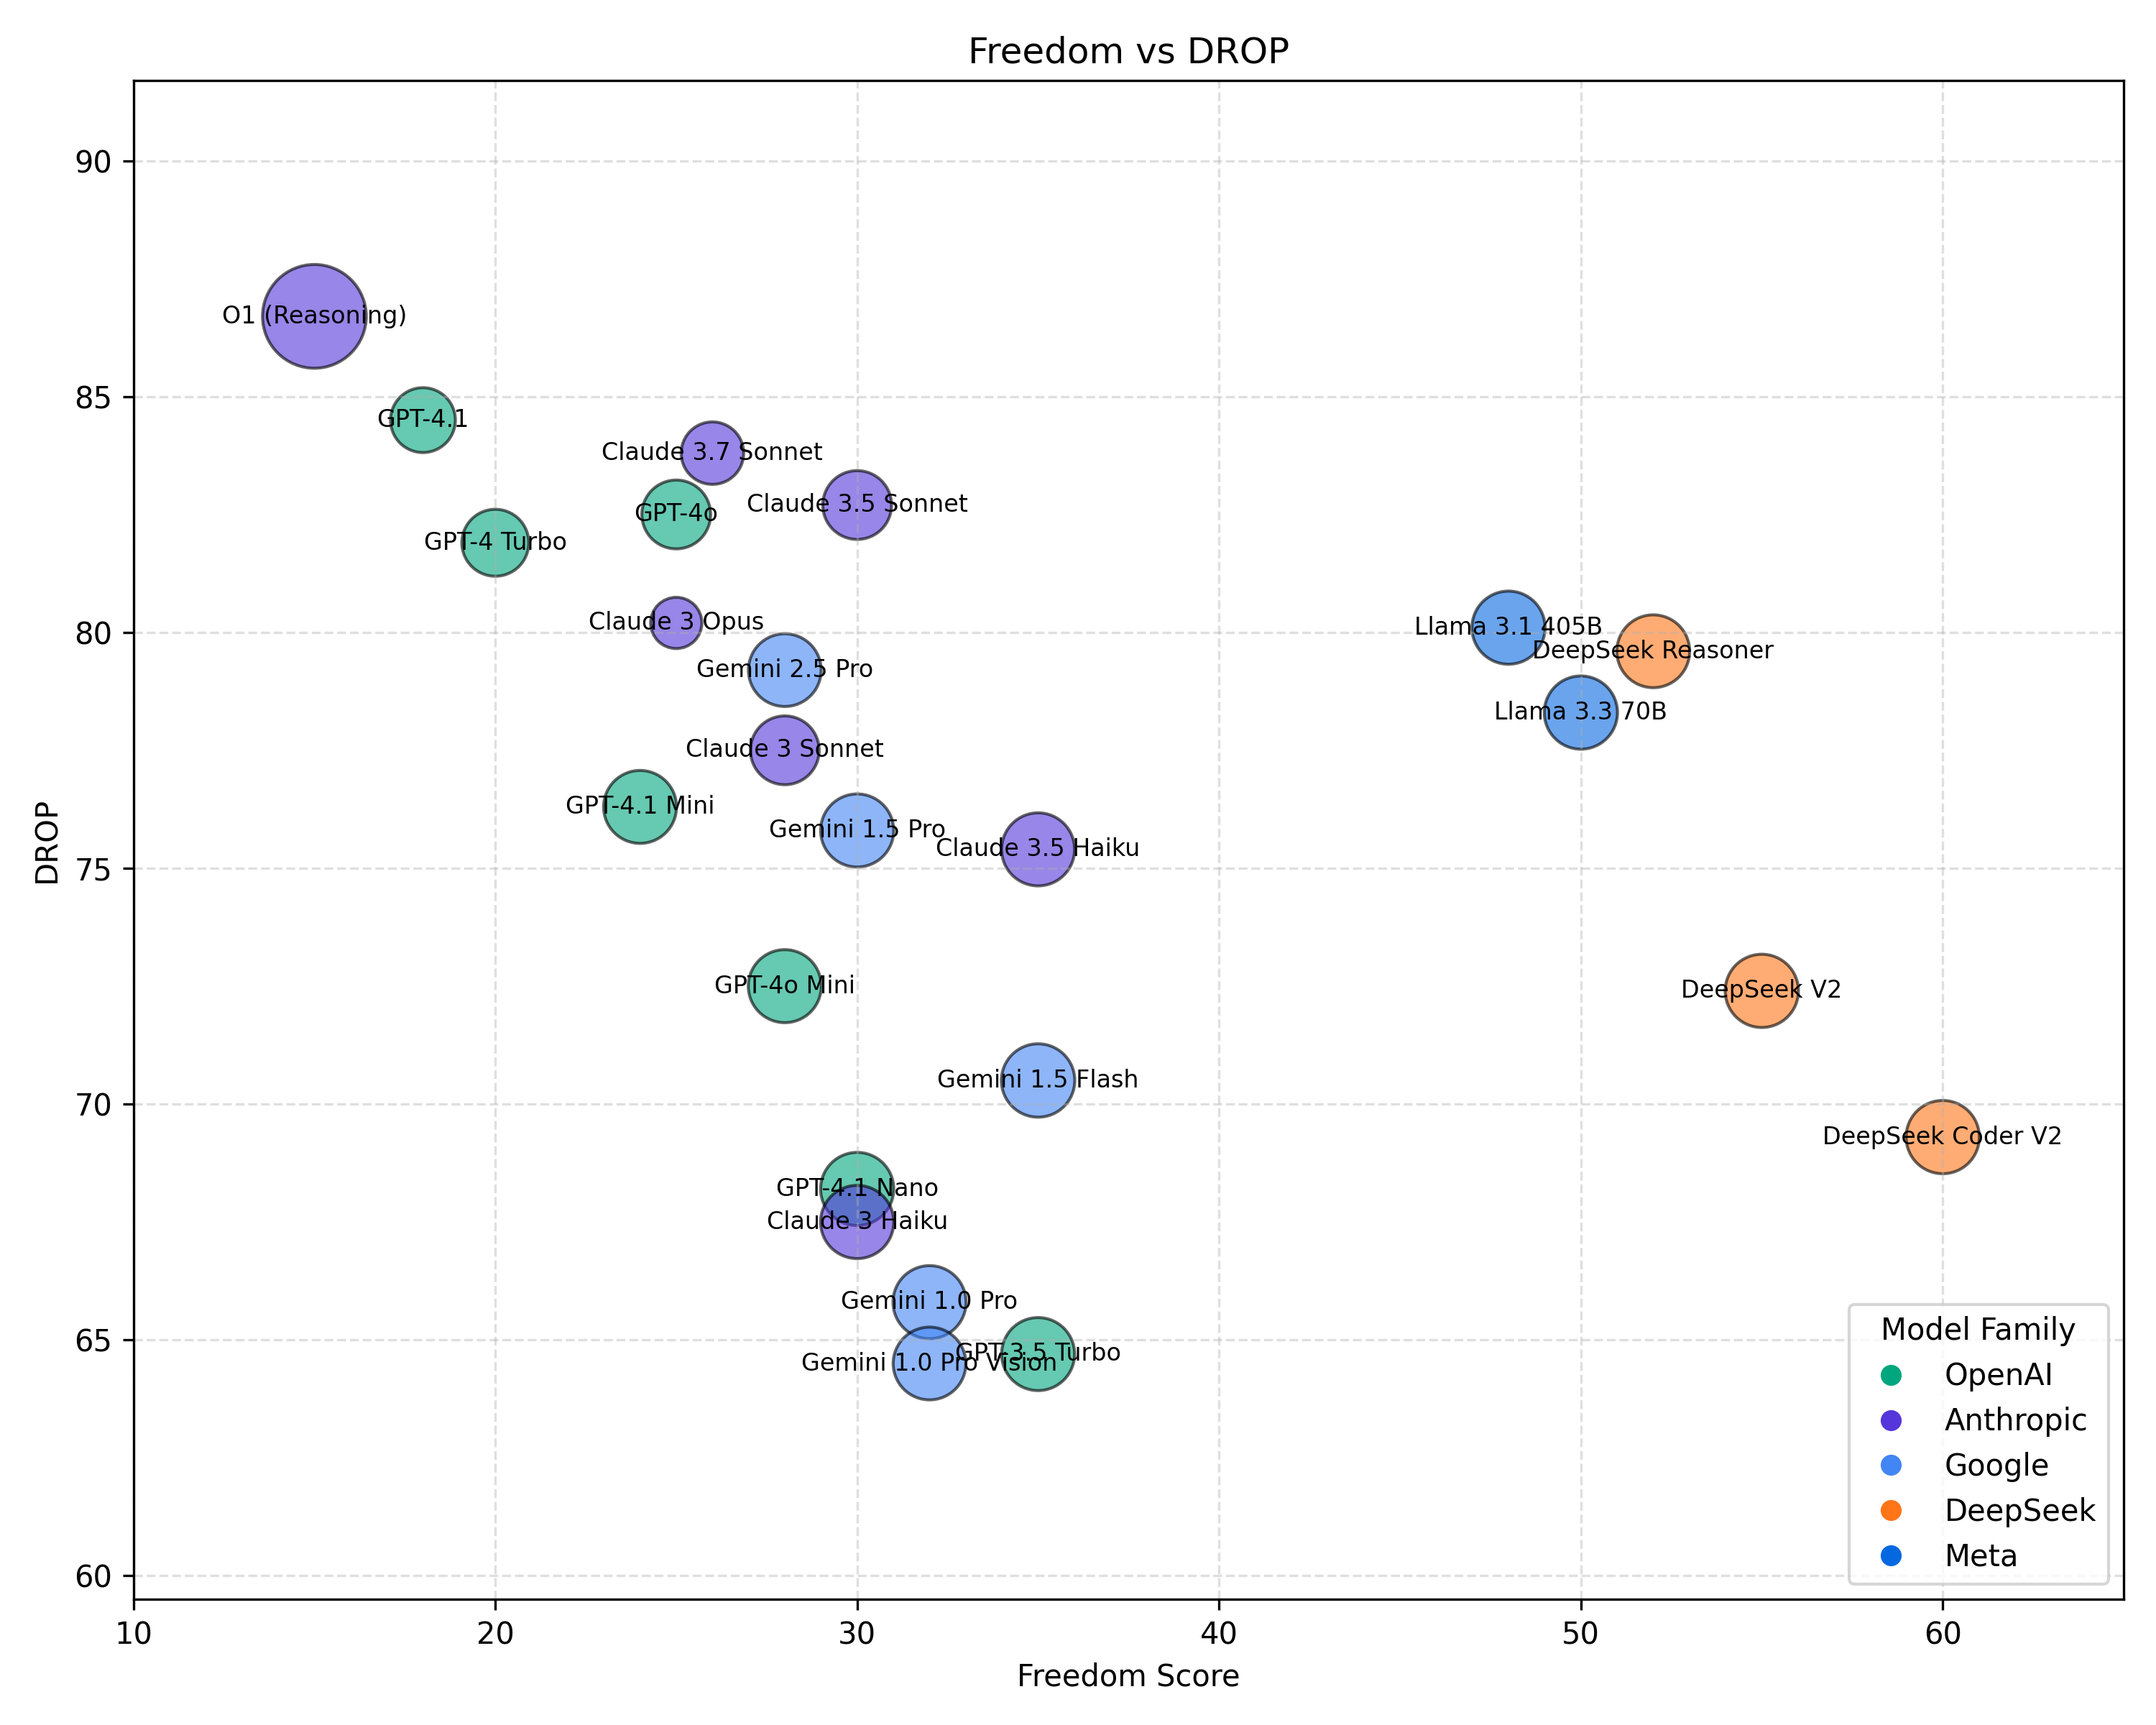 Freedom vs DROP
90
O1 (Reasoning)
85
GPT-4.1
Claude 3.7 Sonnet
Claude 3.5 Sonnet
GPT-4o
GPT-4 Turbo
80
Claude 3 Opus
Llama 3.1 405B
DeepSeek Reasoner
Gemini 2.5 Pro
Llama 3.3 70B
Claude 3 Sonnet
GPT-4.1 Mini
Gemini 1.5 Pro
Claude 3.5 Haiku
DROP
75
GPT-4o Mini
DeepSeek V2
Gemini 1.5 Flash
70
DeepSeek Coder V2
GPT-4.1 Nano
Claude 3 Haiku
Gemini 1.0 Pro
65
GPT-3.5 Turbo
Gemini 1.0 Pro Vision
60
Model Family
OpenAI
Anthropic
Google
DeepSeek
Meta
10
20
30
40
50
60
Freedom Score